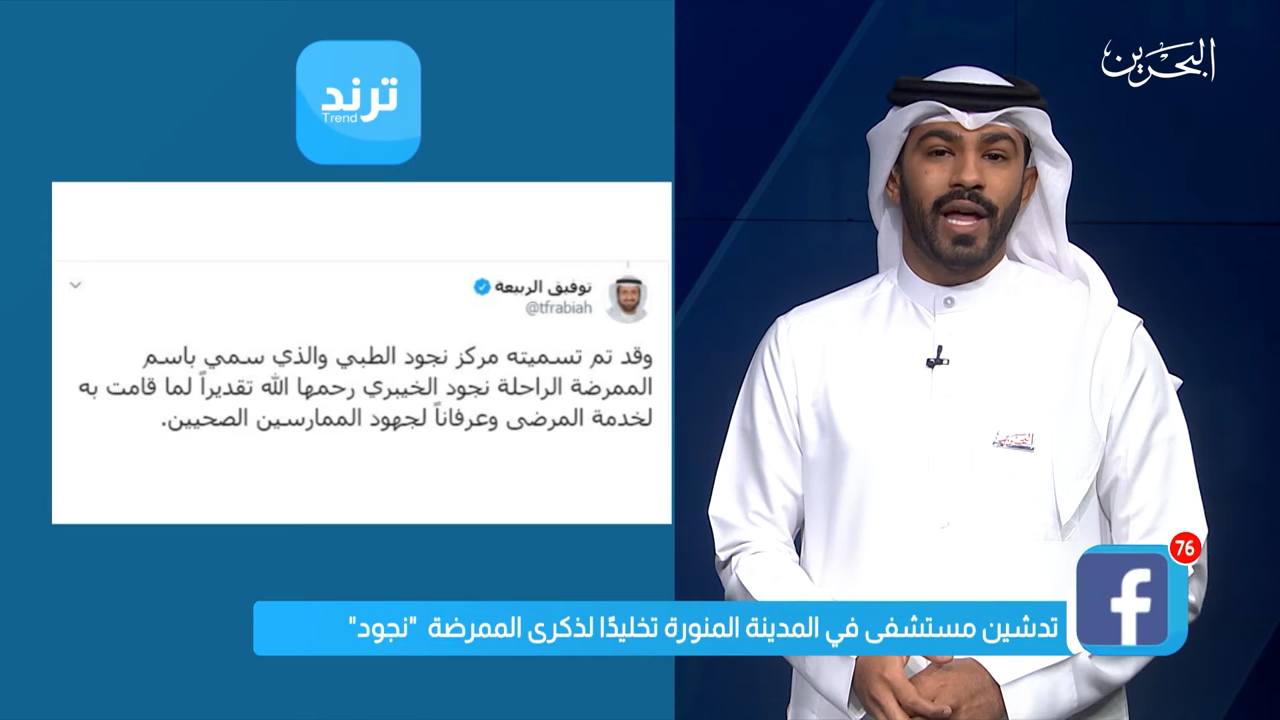 البحرين
ترند
Trend
توفيق الربيعة
@tfrabiah
وقد تم تسميته مركز نجود الطبي والذي سمي باسم
الممرضة الراحلة نجود الخيبري رحمها الله تقديراً لما قامت به
لخدمة المرضى وعرفاناً لجهود الممارسين الصحيين.
76
تدشين مستشفى في المدينة المنورة تخليدًا لذكرى الممرضة "نجود"